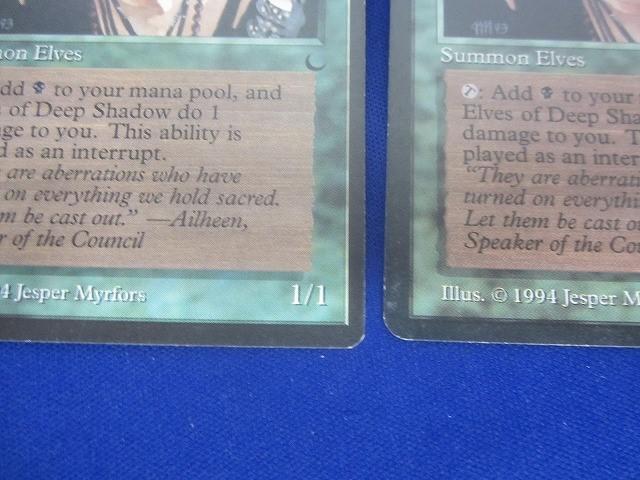 on Elves
dd to your mana pool, and
s of Deep Shadow do 1
age to you. This ability is
d as an interrupt.
are aberrations who have
on everything we hold sacred.
m be cast out." —Ailheen,
r of the Council
4 Jesper Myrfors
1/1
Summon Elves
: Add to your
Elves of Deep Sha
damage to you. T
played as an inter
"They are aberrati
turned on everythi
Let them be cast ou
Speaker of the Cou
Illus. © 1994 Jesper M